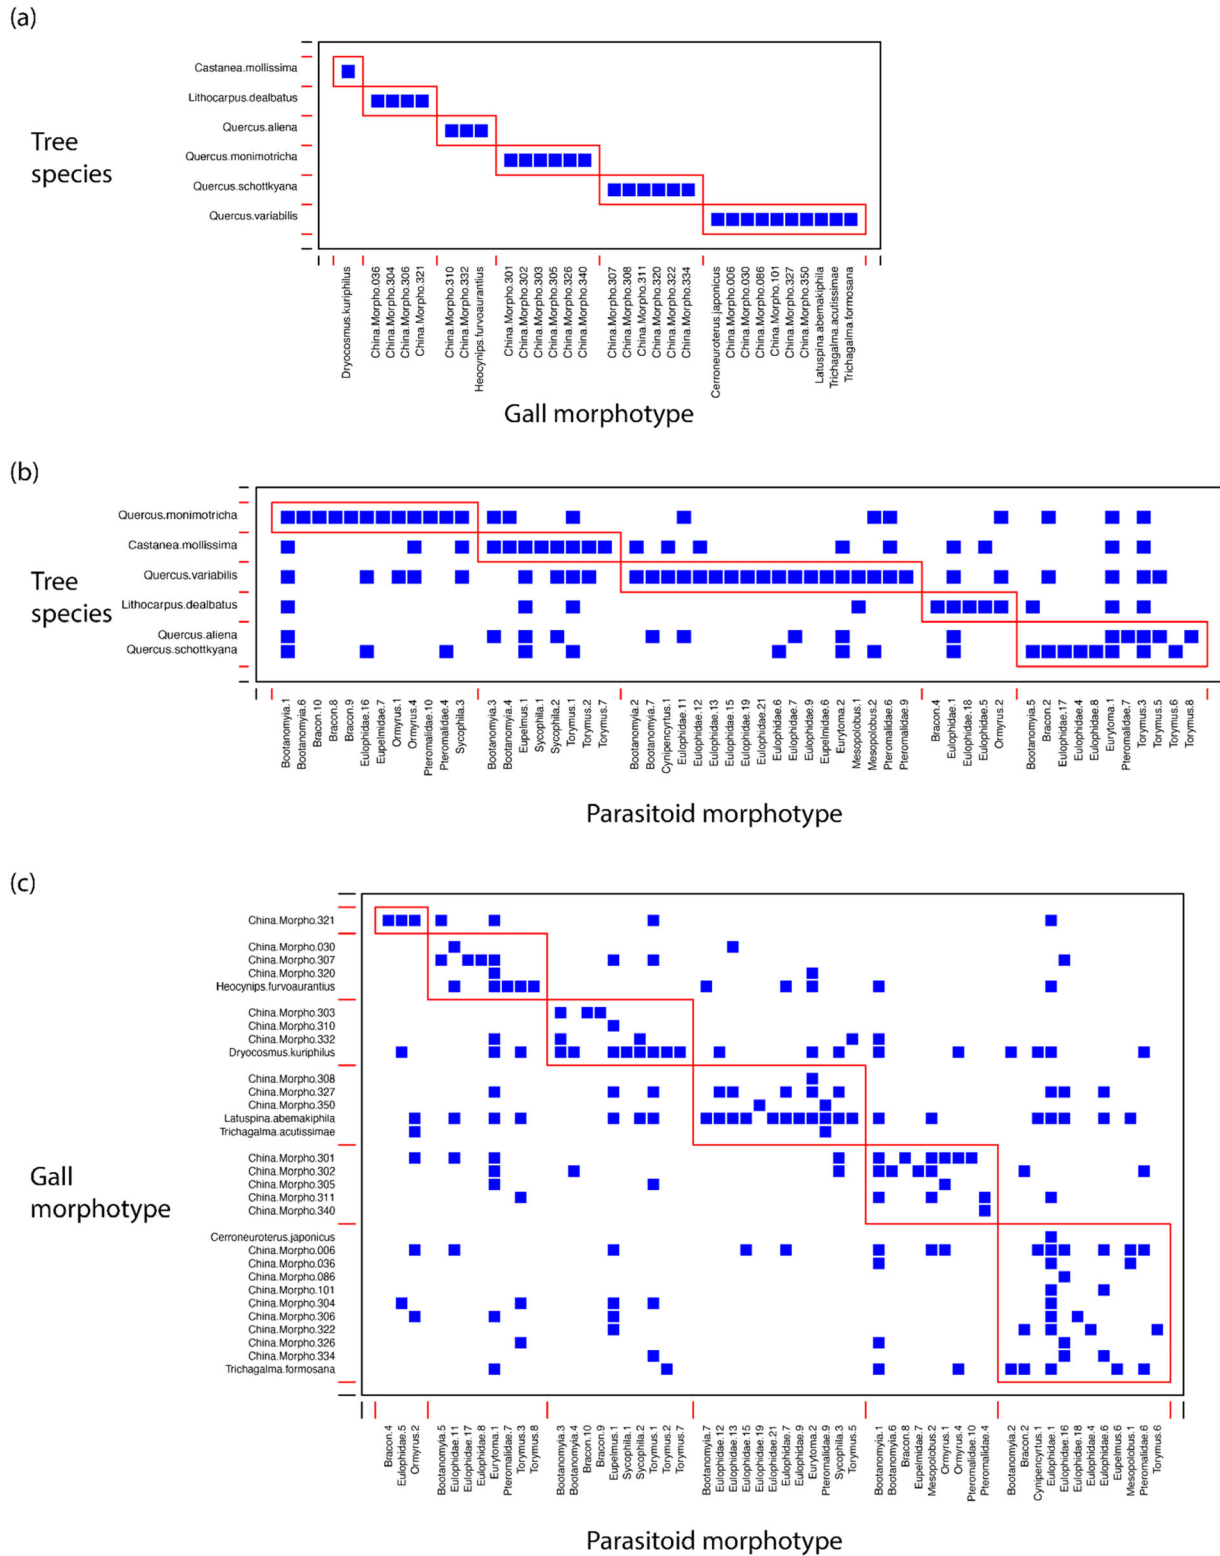 (a)
Castanea.mollissima
Lithocarpus.dealbatus
Quercus.aliena
Quercus.monimotricha
Quercus.schottkyana
Quercus.variabilis
Tree
species
Dryocosmus.kuriphilus
China.Morpho.036
China.Morpho.304
China.Morpho.306
China.Morpho.321
China.Morpho.310
China.Morpho.332
Heocynips.furvoaurantius
China.Morpho.301
China.Morpho.302
China.Morpho.303
China.Morpho.305
China.Morpho.326
China.Morpho.340
China.Morpho.307
China.Morpho.308
China.Morpho.311
China.Morpho.320
China.Morpho.322
China.Morpho.334
Cerroneuroterus.japonicus
China.Morpho.006
China.Morpho.030
China.Morpho.086
China.Morpho.101
China.Morpho.327
China.Morpho.350
Latuspina.abemakiphila
Trichagalma.acutissimae
Trichagalma.formosana
Gall morphotype
(b)
Quercus.monimotricha
Castanea.mollissima
Quercus.variabilis
Lithocarpus.dealbatus
Quercus.aliena
Quercus.schottkyana
Tree
species
Bootanomyia.1
Bootanomyia.6
Bracon.10
Bracon.8
Bracon.9
Eulophidae.16
Eupelmidae.7
Ormyrus.1
Ormyrus.4
Pteromalidae.10
Pteromalidae.4
Sycophila.3
Bootanomyia.3
Bootanomyia.4
Eupelmus.1
Sycophila.1
Sycophila.2
Torymus.1
Torymus.2
Torymus.7
Bootanomyia.2
Bootanomyia.7
Cynipencyrtus.1
Eulophidae.11
Eulophidae.12
Eulophidae.13
Eulophidae.15
Eulophidae.19
Eulophidae.21
Eulophidae.6
Eulophidae.7
Eulophidae.9
Eupelmidae.6
Eurytoma.2
Mesopolobus.1
Mesopolobus.2
Pteromalidae.6
Pteromalidae.9
Bracon.4
Eulophidae.1
Eulophidae.18
Eulophidae.5
Ormyrus.2
Bootanomyia.5
Bracon.2
Eulophidae.17
Eulophidae.4
Eulophidae.8
Eurytoma.1
Pteromalidae.7
Torymus.3
Torymus.5
Torymus.6
Torymus.8
Parasitoid morphotype
(c)
China.Morpho.321
China.Morpho.030
China.Morpho.307
China.Morpho.320
Heocynips.furvoaurantius
China.Morpho.303
China.Morpho.310
China.Morpho.332
Dryocosmus.kuriphilus
China.Morpho.308
China.Morpho.327
China.Morpho.350
Latuspina.abemakiphila
Trichagalma.acutissimae
China.Morpho.301
China.Morpho.302
China.Morpho.305
China.Morpho.311
China.Morpho.340
Cerroneuroterus.japonicus
China.Morpho.006
China.Morpho.036
China.Morpho.086
China.Morpho.101
China.Morpho.304
China.Morpho.306
China.Morpho.322
China.Morpho.326
China.Morpho.334
Trichagalma.formosana
Gall
morphotype
Bracon.4
Eulophidae.5
Ormyrus.2
Bootanomyia.5
Eulophidae.11
Eulophidae.17
Eulophidae.8
Eurytoma.1
Pteromalidae.7
Torymus.3
Torymus.8
Bootanomyia.3
Bootanomyia.4
Bracon.10
Bracon.9
Eupelmus.1
Sycophila.1
Sycophila.2
Torymus.1
Torymus.2
Torymus.7
Bootanomyia.7
Eulophidae.12
Eulophidae.13
Eulophidae.15
Eulophidae.19
Eulophidae.21
Eulophidae.7
Eulophidae.9
Eurytoma.2
Pteromalidae.9
Sycophila.3
Torymus.5
Bootanomyia.1
Bootanomyia.6
Bracon.8
Eupelmidae.7
Mesopolobus.2
Ormyrus.1
Ormyrus.4
Pteromalidae.10
Pteromalidae.4
Bootanomyia.2
Bracon.2
Cynipencyrtus.1
Eulophidae.1
Eulophidae.16
Eulophidae.18
Eulophidae.4
Eulophidae.6
Eupelmus.6
Mesopolobus.1
Pteromalidae.6
Torymus.6
Parasitoid morphotype